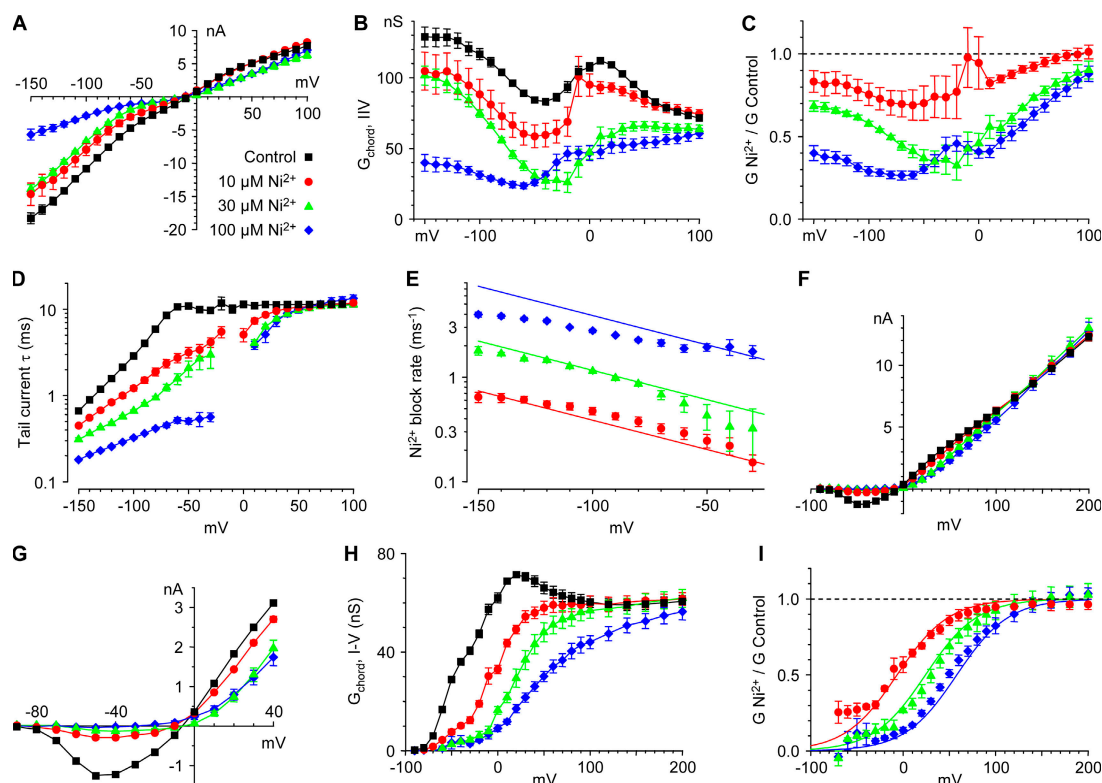 A
nA
10
5
-150
-100
-50
mV
50
100
-5
-10
-15
-20
Control
10 µM Ni²⁺
30 µM Ni²⁺
100 µM Ni²⁺
B
nS
100
50
0
G chord, IIV
mV
-100
0
100
C
1.0
0.5
0.0
G Ni²⁺ / G Control
mV
-100
0
100
D
10
1
0.1
Tail current τ (ms)
-150
-100
-50
0
50
100
mV
E
3
1
0.3
0.1
Ni²⁺ block rate (ms⁻¹)
-150
-100
-50
mV
F
nA
10
5
-100
100
200
mV
G
nA
3
2
1
-1
-80
-40
40
mV
H
80
40
0
G chord, I-V (nS)
-100
0
100
200
mV
I
1.0
0.5
0.0
G Ni²⁺ / G Control
-100
0
100
200
mV